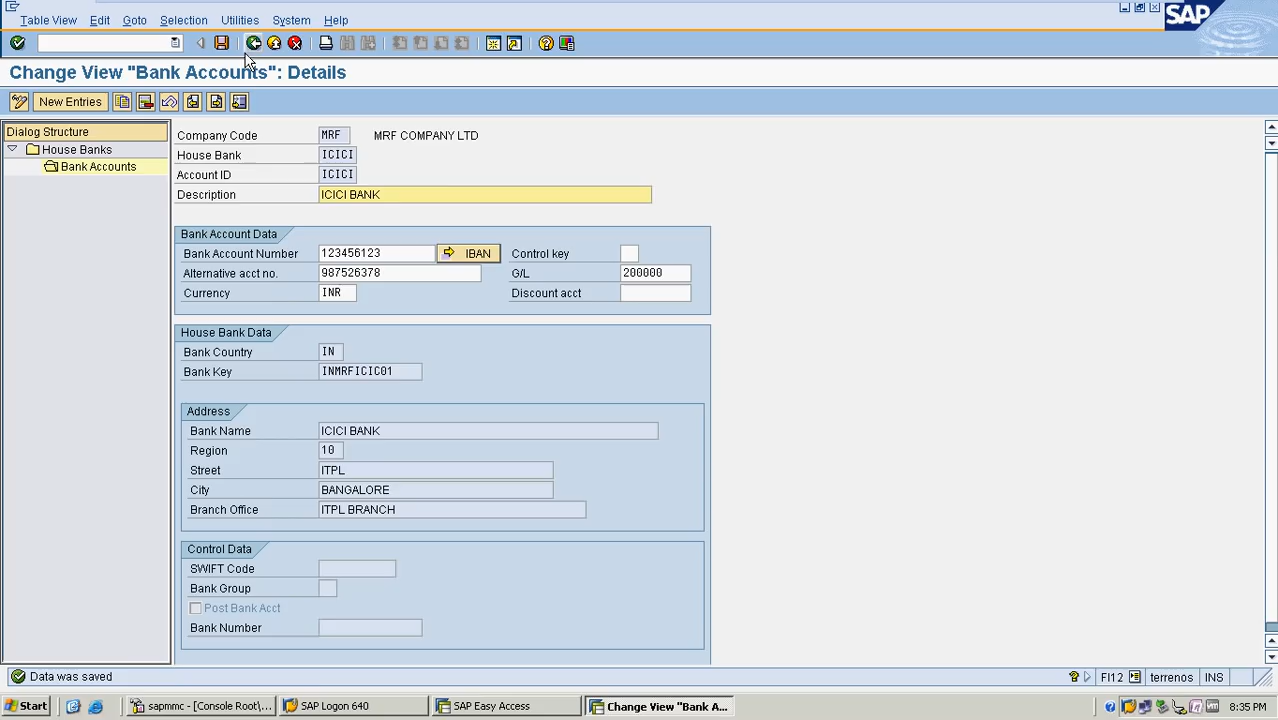 Table View Edit Goto Selection Utilities System Help
SAP
Change View "Bank Accounts": Details
New Entries
Dialog Structure
House Banks
Bank Accounts
Company Code MRF MRF COMPANY LTD
House Bank ICICI
Account ID ICICI
Description ICICI BANK
Bank Account Data
Bank Account Number 123456123 IBAN Control key
Alternative acct no. 987526378 G/L 200000
Currency INR Discount acct
House Bank Data
Bank Country IN
Bank Key INMRFICIC01
Address
Bank Name ICICI BANK
Region 10
Street ITPL
City BANGALORE
Branch Office ITPL BRANCH
Control Data
SWIFT Code
Bank Group
Post Bank Acct
Bank Number
Data was saved FI12 terrenos INS
Start sapmmc - [Console Root\... SAP Logon 640 SAP Easy Access Change View "Bank A... 8:35 PM